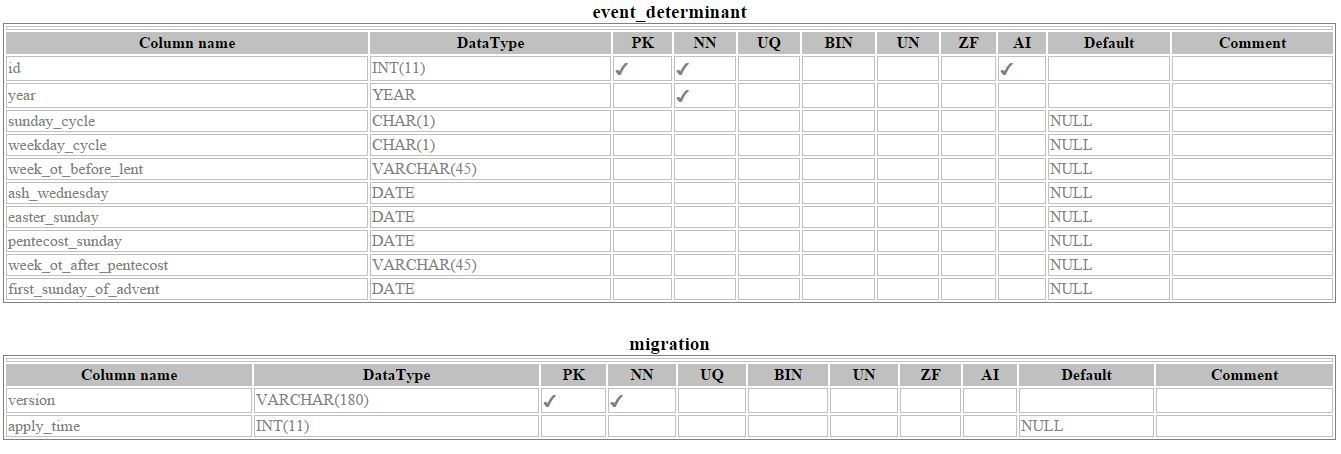 event_determinant
Column name DataType PK NN UQ BIN UN ZF AI Default Comment
id INT(11) ✓ ✓ ✓
year YEAR ✓
sunday_cycle CHAR(1) NULL
weekday_cycle CHAR(1) NULL
week_ot_before_lent VARCHAR(45) NULL
ash_wednesday DATE NULL
easter_sunday DATE NULL
pentecost_sunday DATE NULL
week_ot_after_pentecost VARCHAR(45) NULL
first_sunday_of_advent DATE NULL
migration
Column name DataType PK NN UQ BIN UN ZF AI Default Comment
version VARCHAR(180) ✓ ✓
apply_time INT(11) NULL